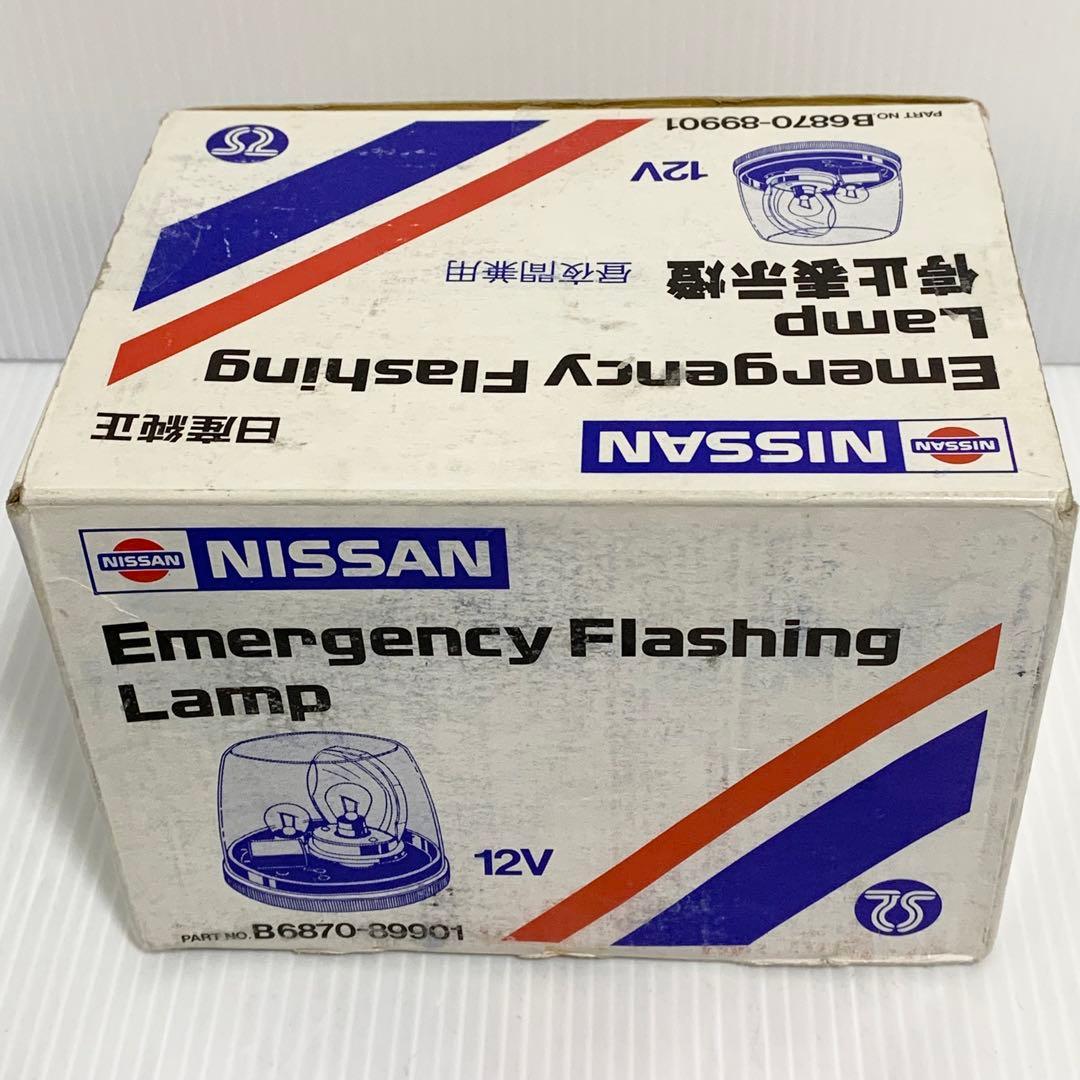 PART NO. B6870-89901
12V
昼夜間兼用
停止表示燈
Emergency Flashing
Lamp
日産純正
NISSAN
NISSAN
NISSAN
NISSAN
Emergency Flashing
Lamp
12V
PART NO. B6870-89901